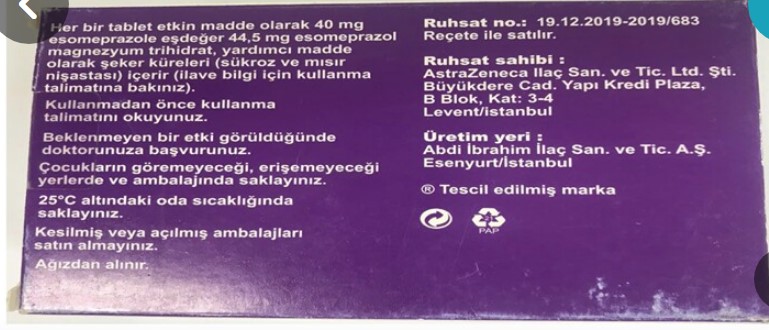 Her bir tablet etkin madde olarak 40 mg
esomeprazole eşdeğer 44,5 mg esomeprazol
magnezyum trihidrat, yardımcı madde
olarak şeker küreleri (sükroz ve mısır
nişastası) içerir (ilave bilgi için kullanma
talimatına bakınız).
Kullanmadan önce kullanma
talimatını okuyunuz.
Beklenmeyen bir etki görüldüğünde
doktorunuza başvurunuz.
Çocukların göremeyeceği, erişemeyeceği
yerlerde ve ambalajında saklayınız.
25°C altındaki oda sıcaklığında
saklayınız.
Kesilmiş veya açılmış ambalajları
satın almayınız.
Ağızdan alınır.
Ruhsat no.: 19.12.2019-2019/683
Reçete ile satılır.
Ruhsat sahibi :
AstraZeneca Ilaç San. ve Tic. Ltd. Şti.
Büyükdere Cad. Yapı Kredi Plaza,
B Blok, Kat: 3-4
Levent/istanbul
Üretim yeri :
Abdi İbrahim İlaç San. ve Tic. A.Ş.
Esenyurt/İstanbul
® Tescil edilmiş marka
PAP